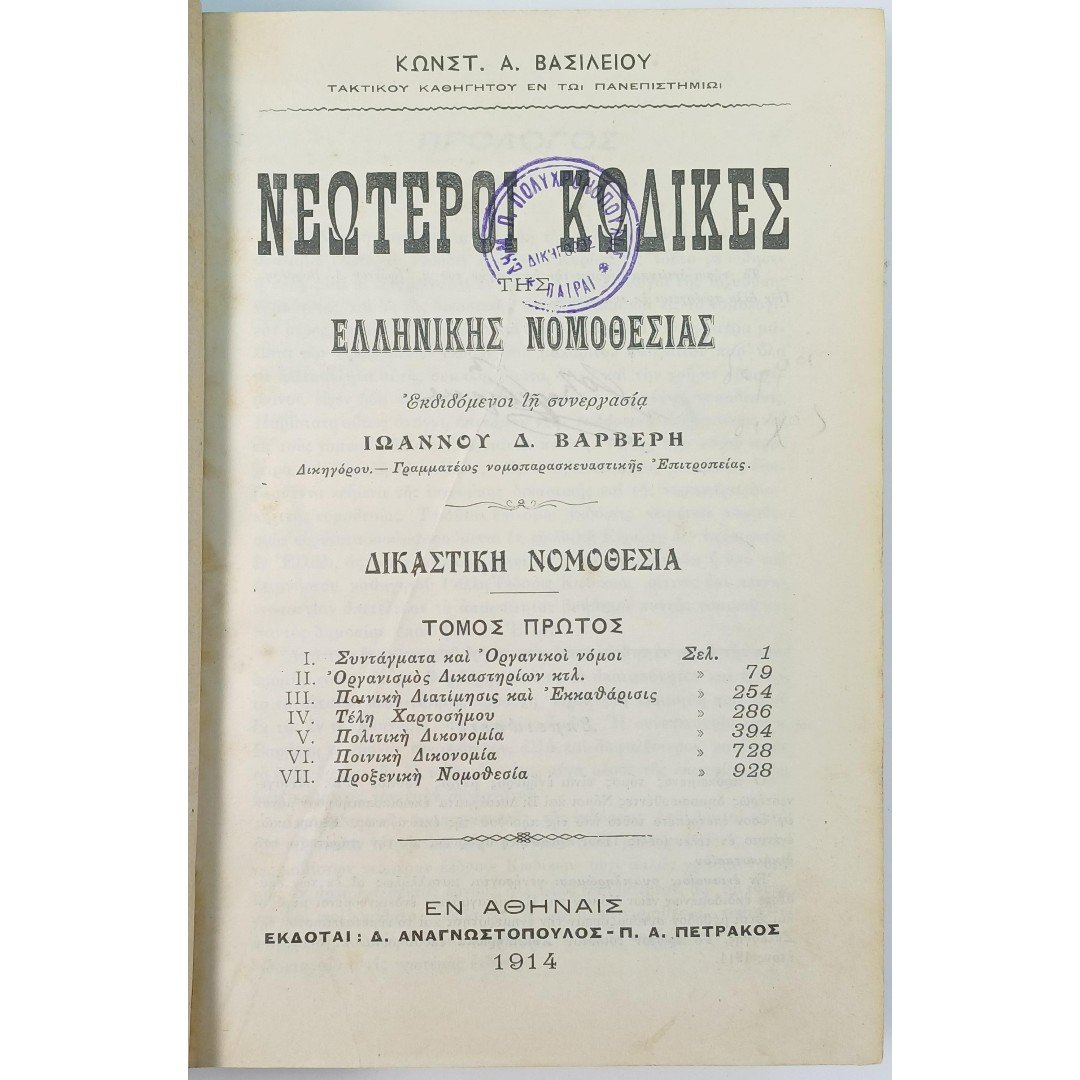 ΚΩΝΣΤ. Α. ΒΑΣΙΛΕΙΟΥ
ΤΑΚΤΙΚΟΥ ΚΑΘΗΓΗΤΟΥ ΕΝ ΤΩΙ ΠΑΝΕΠΙΣΤΗΜΙΩΙ
ΝΕΩΤΕΡΟΙ ΚΩΔΙΚΕΣ
Π. ΠΟΛΥΧΡΟΝΟΠΟΥΛΟΣ
ΔΙΚΗΓΟΡΟΣ
* ΠΑΤΡΑΙ *
ΤΗΣ
ΕΛΛΗΝΙΚΗΣ ΝΟΜΟΘΕΣΙΑΣ
Ἐκδιδόμενοι τῇ συνεργασίᾳ
ΙΩΑΝΝΟΥ Δ. ΒΑΡΒΕΡΗ
Δικηγόρου.— Γραμματέως νομοπαρασκευαστικῆς Ἐπιτροπείας.
ΔΙΚΑΣΤΙΚΗ ΝΟΜΟΘΕΣΙΑ
ΤΟΜΟΣ ΠΡΩΤΟΣ
I. Συντάγματα καὶ Ὀργανικοὶ νόμοι Σελ. 1
II. Ὀργανισμὸς Δικαστηρίων κτλ. » 79
III. Ποινικὴ Διατίμησις καὶ Ἐκκαθάρισις » 254
IV. Τέλη Χαρτοσήμου » 286
V. Πολιτικὴ Δικονομία » 394
VI. Ποινικὴ Δικονομία » 728
VII. Προξενικὴ Νομοθεσία » 928
ΕΝ ΑΘΗΝΑΙΣ
ΕΚΔΟΤΑΙ : Δ. ΑΝΑΓΝΩΣΤΟΠΟΥΛΟΣ - Π. Α. ΠΕΤΡΑΚΟΣ
1914